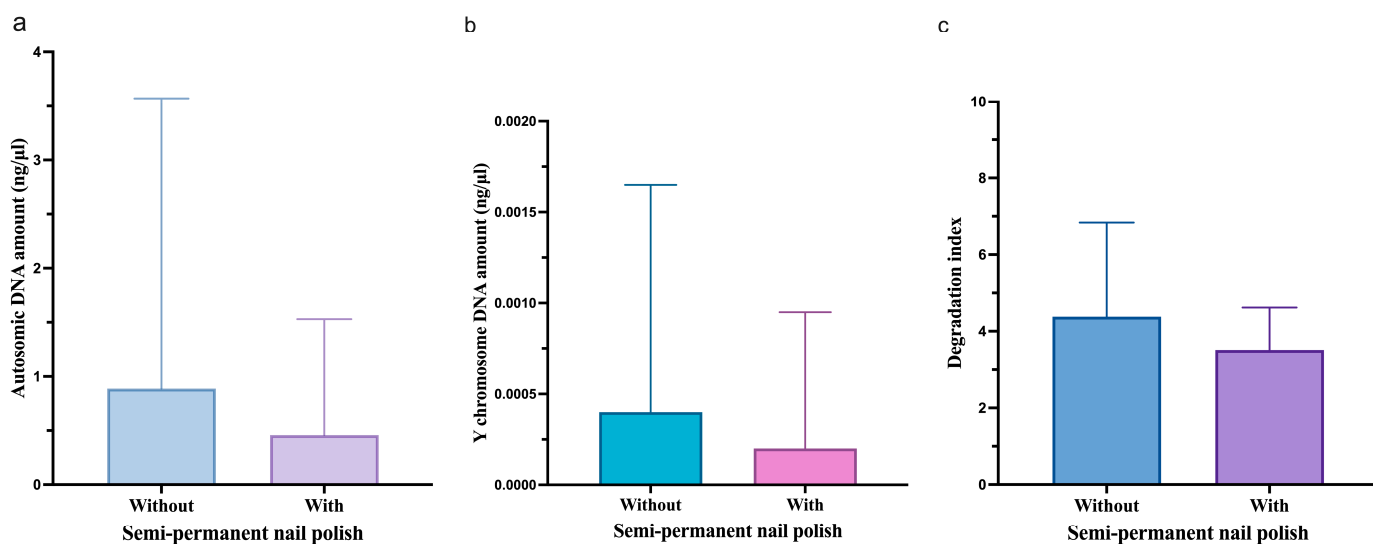 a
Autosomic DNA amount (ng/µl)
4
3
2
1
0
Without
With
Semi-permanent nail polish
b
Y chromosome DNA amount (ng/µl)
0.0020
0.0015
0.0010
0.0005
0.0000
Without
With
Semi-permanent nail polish
c
Degradation index
10
8
6
4
2
0
Without
With
Semi-permanent nail polish